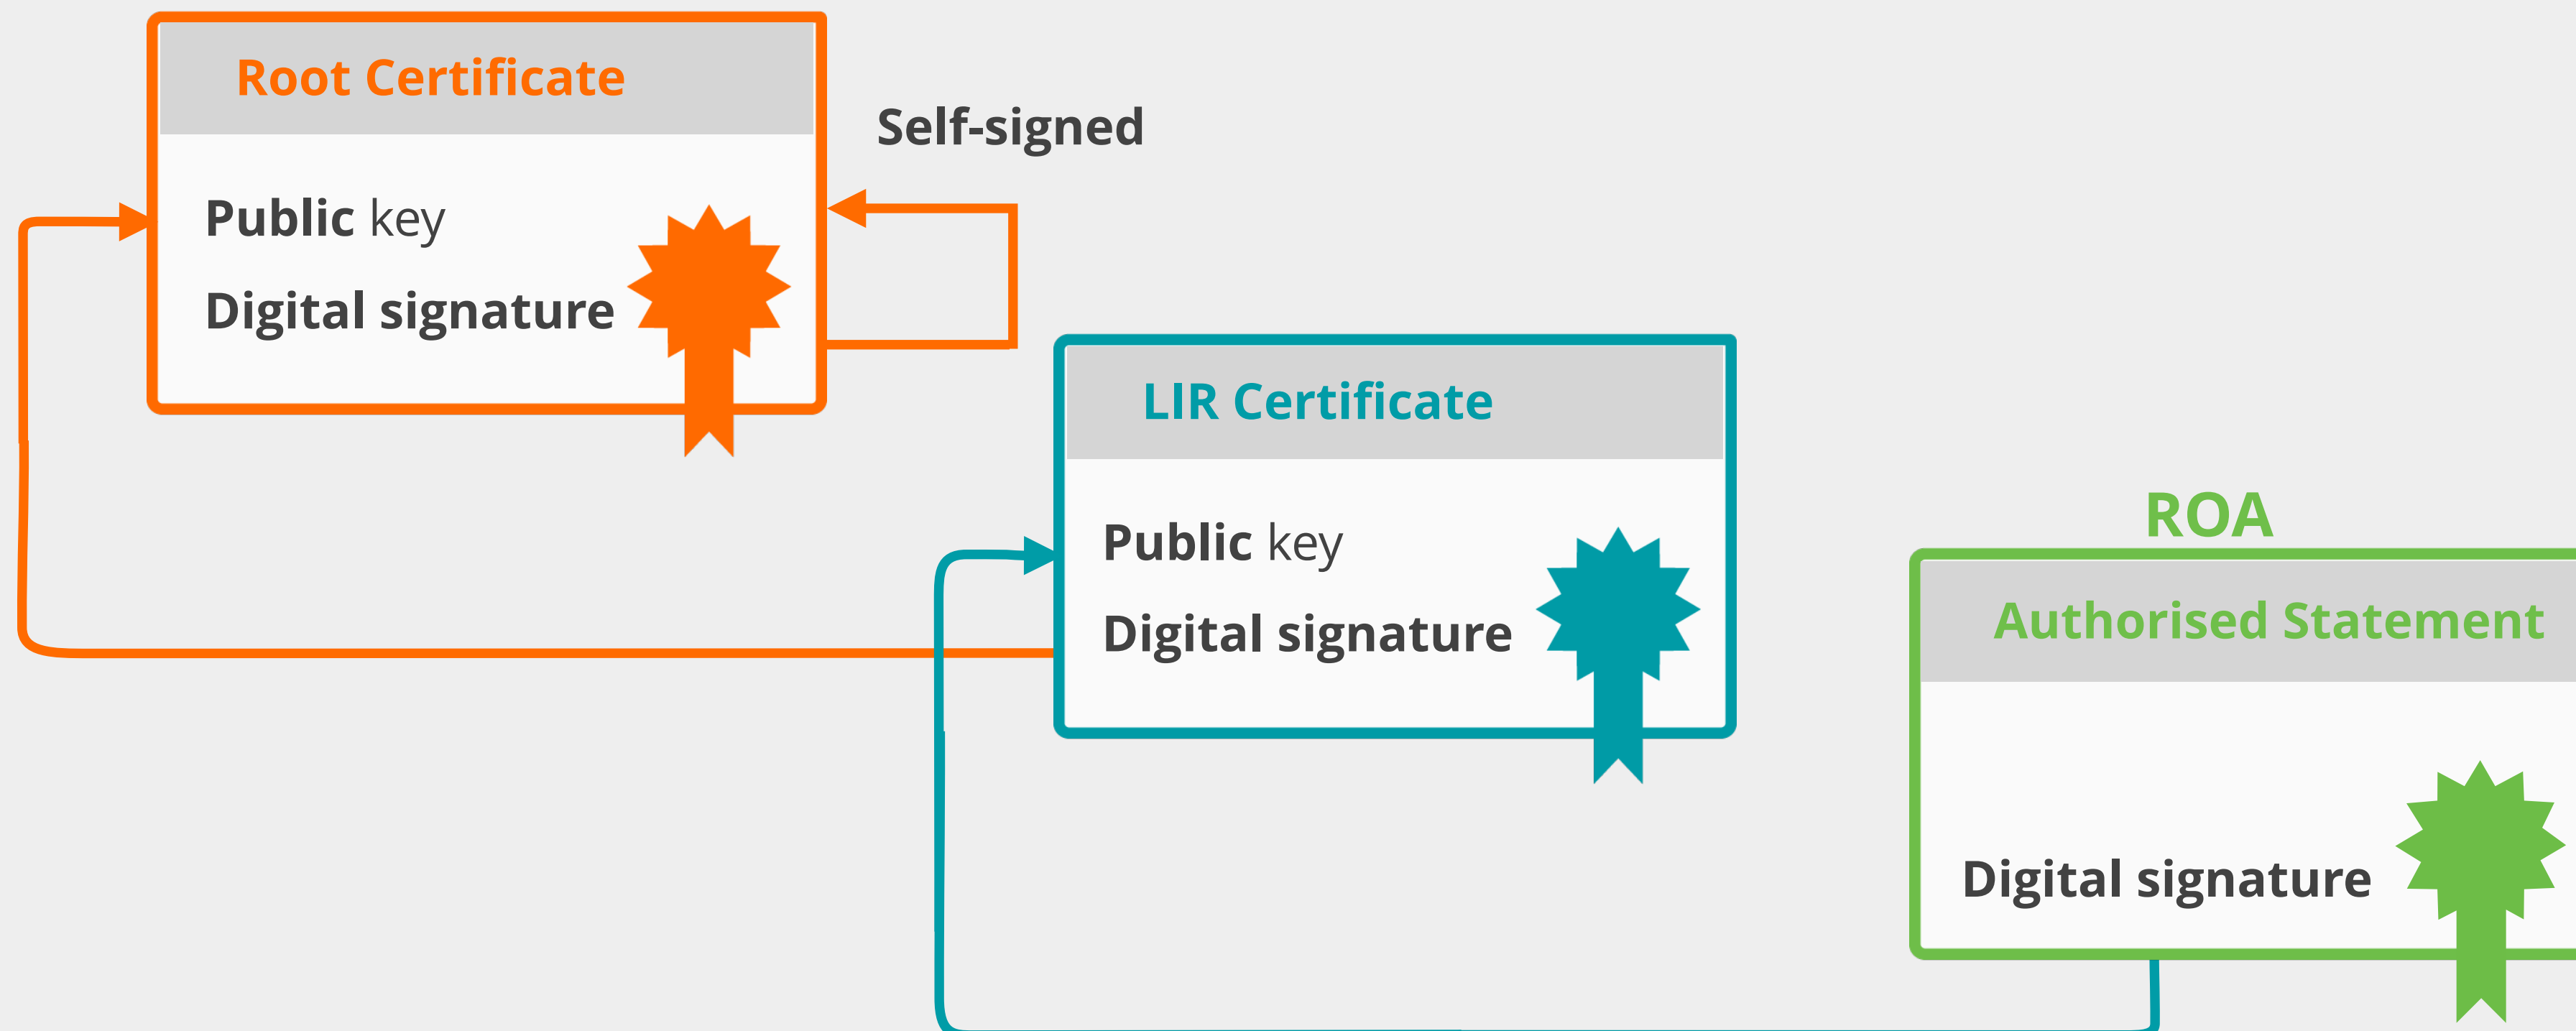 Root Certificate
Self-signed
Public key
Digital signature
LIR Certificate
Public key
Digital signature
ROA
Authorised Statement
Digital signature